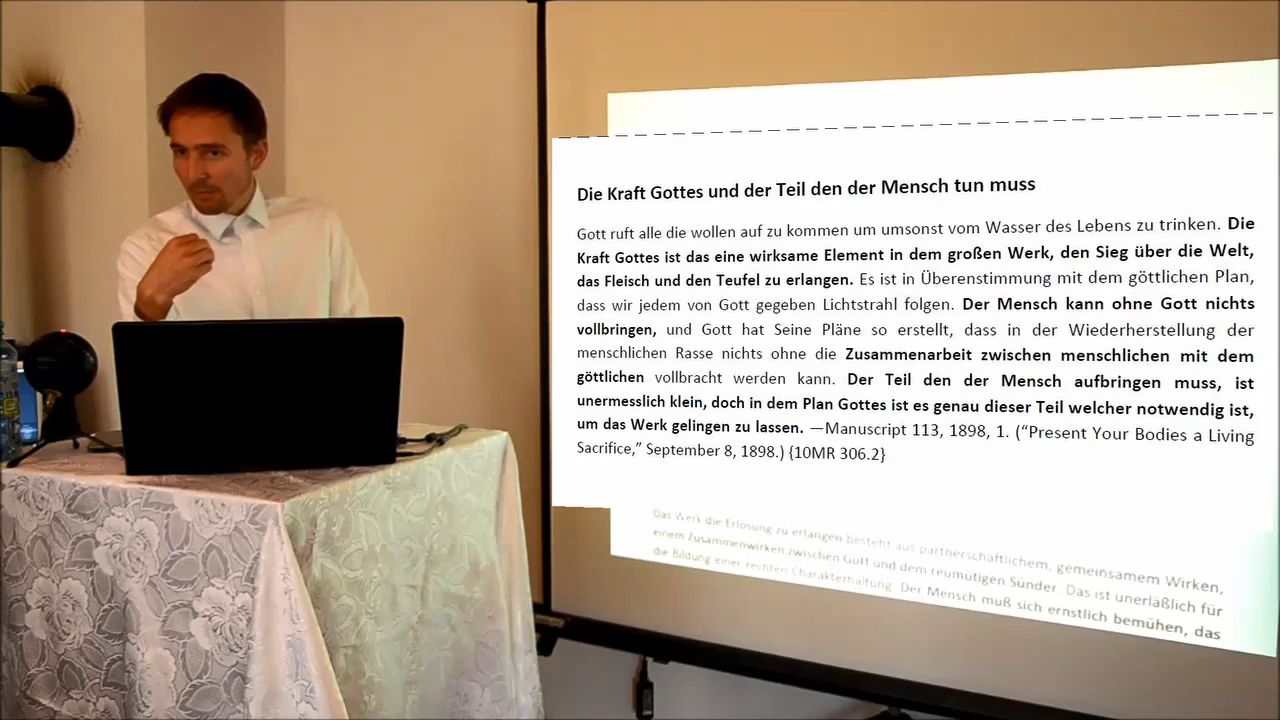 Die Kraft Gottes und der Teil den der Mensch tun muss
Gott ruft alle die wollen auf zu kommen um umsonst vom Wasser des Lebens zu trinken. Die
Kraft Gottes ist das eine wirksame Element in dem großen Werk, den Sieg über die Welt,
das Fleisch und den Teufel zu erlangen. Es ist in Überenstimmung mit dem göttlichen Plan,
dass wir jedem von Gott gegeben Lichtstrahl folgen. Der Mensch kann ohne Gott nichts
vollbringen, und Gott hat Seine Pläne so erstellt, dass in der Wiederherstellung der
menschlichen Rasse nichts ohne die Zusammenarbeit zwischen menschlichen mit dem
göttlichen vollbracht werden kann. Der Teil den der Mensch aufbringen muss, ist
unermesslich klein, doch in dem Plan Gottes ist es genau dieser Teil welcher notwendig ist,
um das Werk gelingen zu lassen. —Manuscript 113, 1898, 1. (“Present Your Bodies a Living
Sacrifice,” September 8, 1898.) {10MR 306.2}
Das Werk die Erlösung zu erlangen besteht aus partnerschaftlichem, gemeinsamem Wirken,
einem Zusammenwirken zwischen Gott und dem reumütigen Sünder. Das ist unerläßlich für
die Bildung einer rechten Charakterhaltung. Der Mensch muß sich ernstlich bemühen, das